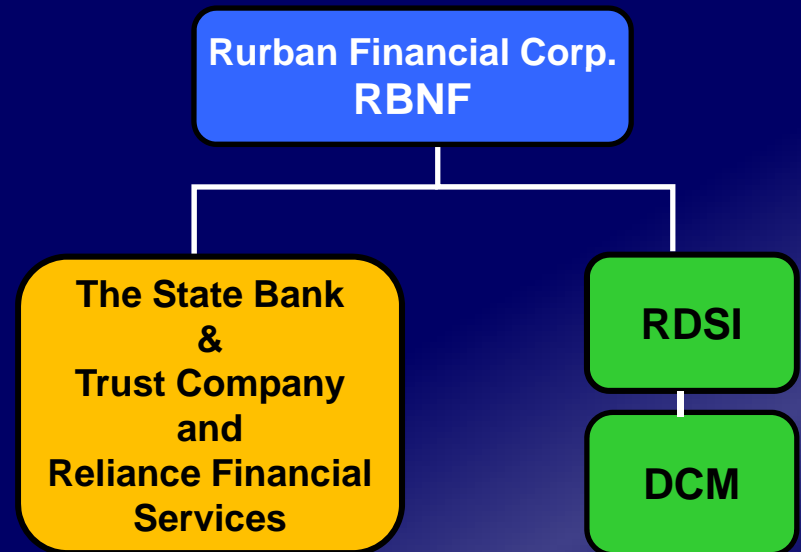 Rurban Financial Corp.
RBNF
The State Bank
&
Trust Company
and
Reliance Financial
Services
RDSI
DCM